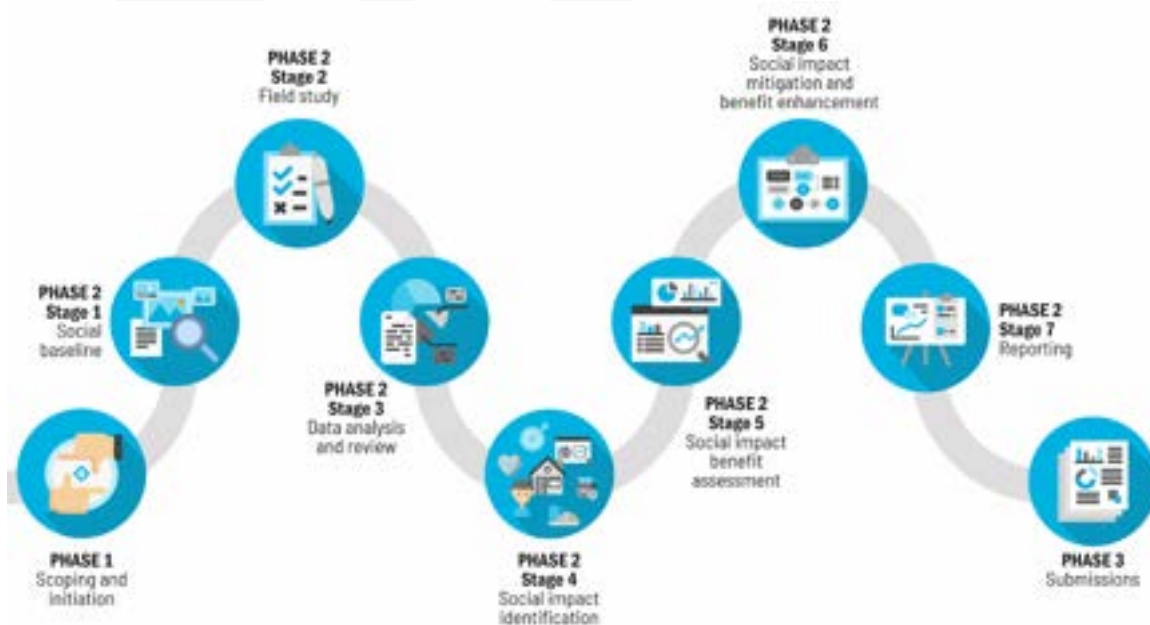 PHASE 1
Scoping and
initiation
PHASE 2
Stage 1
Social
baseline
PHASE 2
Stage 2
Field study
PHASE 2
Stage 3
Data analysis
and review
PHASE 2
Stage 4
Social impact
identification
PHASE 2
Stage 5
Social impact
benefit
assessment
PHASE 2
Stage 6
Social impact
mitigation and
benefit enhancement
PHASE 2
Stage 7
Reporting
PHASE 3
Submissions